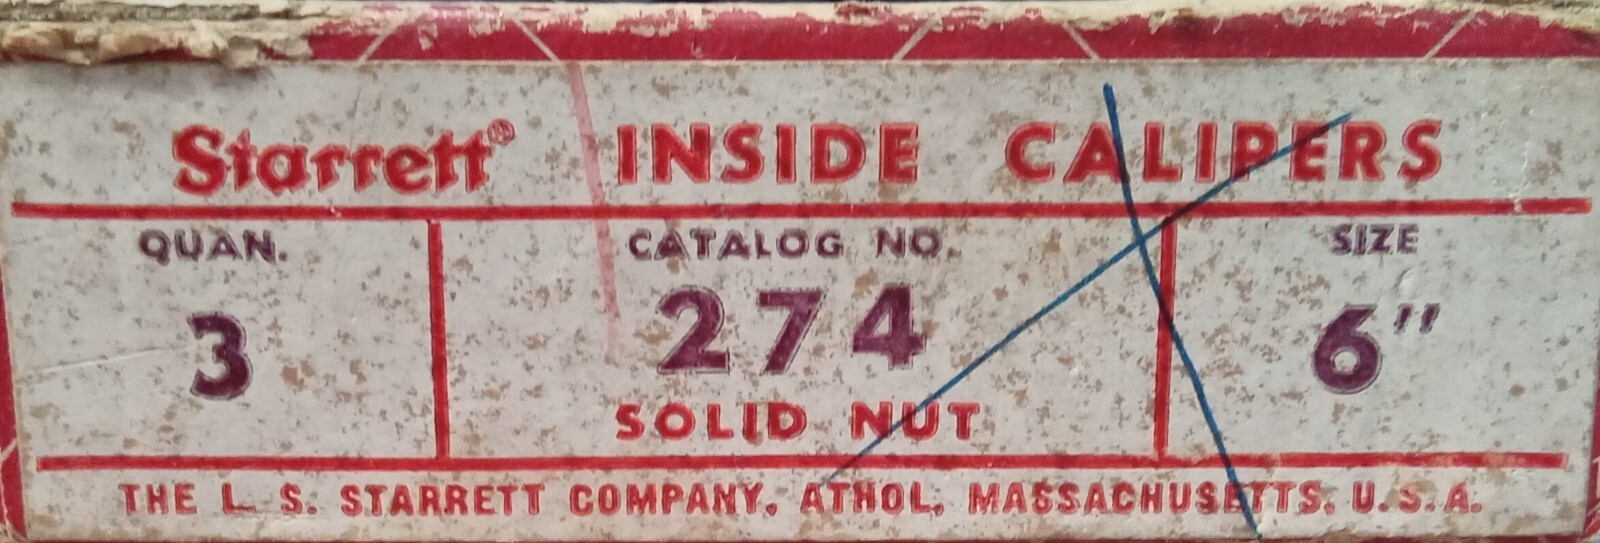 Starrett® INSIDE CALIPERS
QUAN. CATALOG NO. SIZE
3 274 6"
SOLID NUT
THE L. S. STARRETT COMPANY, ATHOL, MASSACHUSETTS, U.S.A.